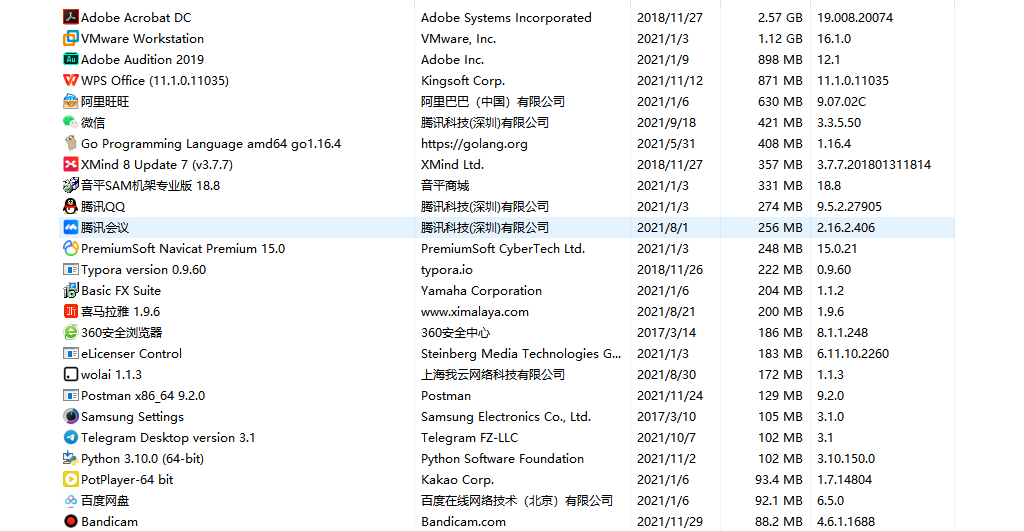 Adobe Acrobat DC Adobe Systems Incorporated 2018/11/27 2.57 GB 19.008.20074
VMware Workstation VMware, Inc. 2021/1/3 1.12 GB 16.1.0
Adobe Audition 2019 Adobe Inc. 2021/1/9 898 MB 12.1
WPS Office (11.1.0.11035) Kingsoft Corp. 2021/11/12 871 MB 11.1.0.11035
阿里旺旺 阿里巴巴（中国）有限公司 2021/1/6 630 MB 9.07.02C
微信 腾讯科技(深圳)有限公司 2021/9/18 421 MB 3.3.5.50
Go Programming Language amd64 go1.16.4 https://golang.org 2021/5/31 408 MB 1.16.4
XMind 8 Update 7 (v3.7.7) XMind Ltd. 2018/11/27 357 MB 3.7.7.201801311814
音平SAM机架专业版 18.8 音平商城 2021/1/3 331 MB 18.8
腾讯QQ 腾讯科技(深圳)有限公司 2021/1/3 274 MB 9.5.2.27905
腾讯会议 腾讯科技(深圳)有限公司 2021/8/1 256 MB 2.16.2.406
PremiumSoft Navicat Premium 15.0 PremiumSoft CyberTech Ltd. 2021/1/3 248 MB 15.0.21
Typora version 0.9.60 typora.io 2018/11/26 222 MB 0.9.60
Basic FX Suite Yamaha Corporation 2021/1/6 204 MB 1.1.2
喜马拉雅 1.9.6 www.ximalaya.com 2021/8/21 200 MB 1.9.6
360安全浏览器 360安全中心 2017/3/14 186 MB 8.1.1.248
eLicenser Control Steinberg Media Technologies G... 2021/1/3 183 MB 6.11.10.2260
wolai 1.1.3 上海我云网络科技有限公司 2021/8/30 172 MB 1.1.3
Postman x86_64 9.2.0 Postman 2021/11/24 129 MB 9.2.0
Samsung Settings Samsung Electronics Co., Ltd. 2017/3/10 105 MB 3.1.0
Telegram Desktop version 3.1 Telegram FZ-LLC 2021/10/7 102 MB 3.1
Python 3.10.0 (64-bit) Python Software Foundation 2021/11/2 102 MB 3.10.150.0
PotPlayer-64 bit Kakao Corp. 2021/1/6 93.4 MB 1.7.14804
百度网盘 百度在线网络技术（北京）有限公司 2021/1/6 92.1 MB 6.5.0
Bandicam Bandicam.com 2021/11/29 88.2 MB 4.6.1.1688